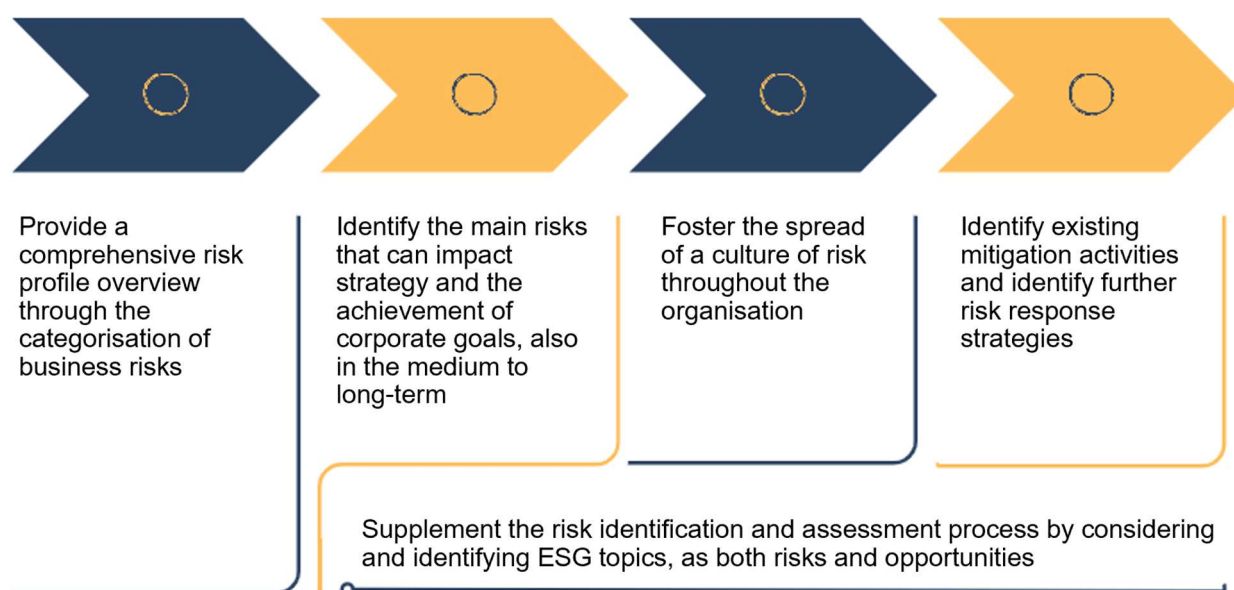 Provide a
comprehensive risk
profile overview
through the
categorisation of
business risks
Identify the main risks
that can impact
strategy and the
achievement of
corporate goals, also
in the medium to
long-term
Foster the spread
of a culture of risk
throughout the
organisation
Identify existing
mitigation activities
and identify further
risk response
strategies
Supplement the risk identification and assessment process by considering
and identifying ESG topics, as both risks and opportunities